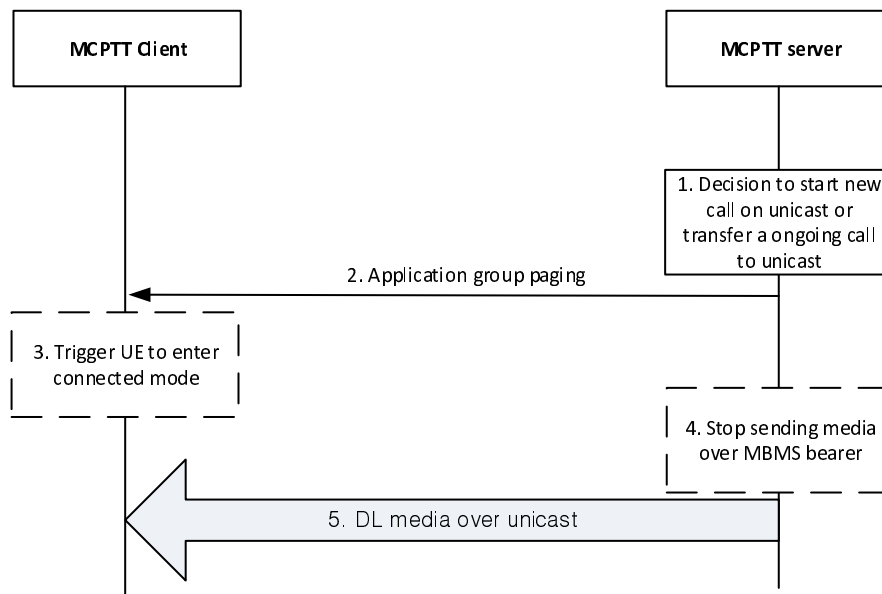 MCPTT Client
MCPTT server
1. Decision to start new
call on unicast or
transfer a ongoing call
to unicast
2. Application group paging
3. Trigger UE to enter
connected mode
4. Stop sending media
over MBMS bearer
5. DL media over unicast